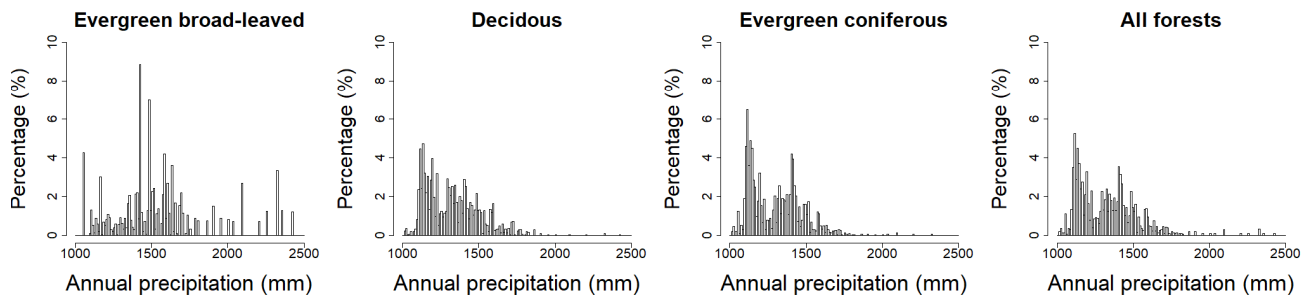 Evergreen broad-leaved
Percentage (%)
10
8
6
4
2
0
1000 1500 2000 2500
Annual precipitation (mm)
Decidous
Percentage (%)
10
8
6
4
2
0
1000 1500 2000 2500
Annual precipitation (mm)
Evergreen coniferous
Percentage (%)
10
8
6
4
2
0
1000 1500 2000 2500
Annual precipitation (mm)
All forests
Percentage (%)
10
8
6
4
2
0
1000 1500 2000 2500
Annual precipitation (mm)